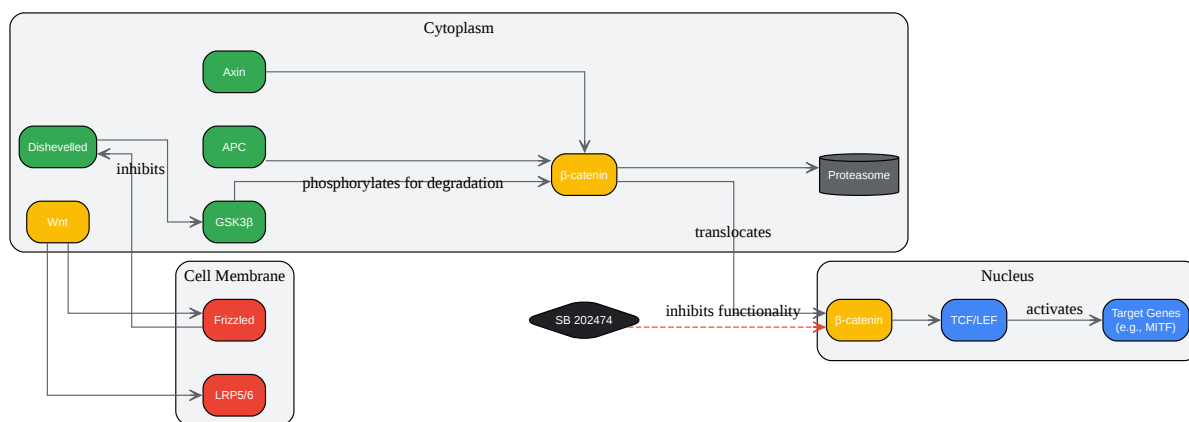 Cytoplasm
Axin
Dishevelled
inhibits
APC
β-catenin
Proteasome
phosphorylates for degradation
Wnt
GSK3β
translocates
Cell Membrane
Frizzled
LRP5/6
SB 202474
inhibits functionality
Nucleus
β-catenin
TCF/LEF
activates
Target Genes
(e.g., MITF)